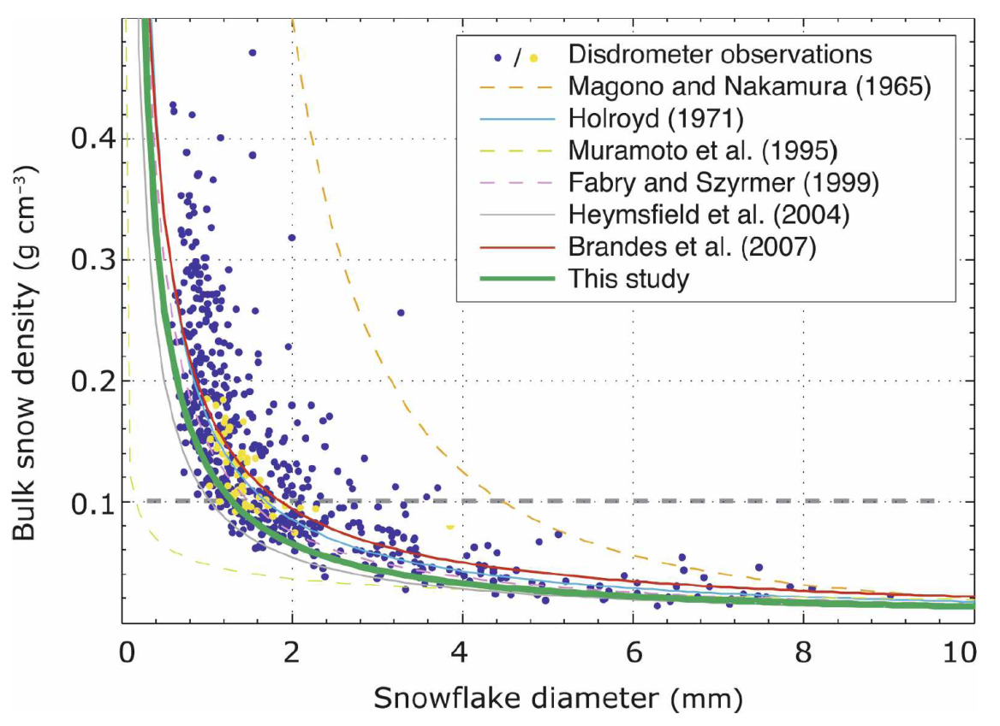 / Disdrometer observations
Magono and Nakamura (1965)
Holroyd (1971)
Muramoto et al. (1995)
Fabry and Szyrmer (1999)
Heymsfield et al. (2004)
Brandes et al. (2007)
This study
0.4
0.3
0.2
0.1
Bulk snow density (g cm⁻³)
0 2 4 6 8 10
Snowflake diameter (mm)